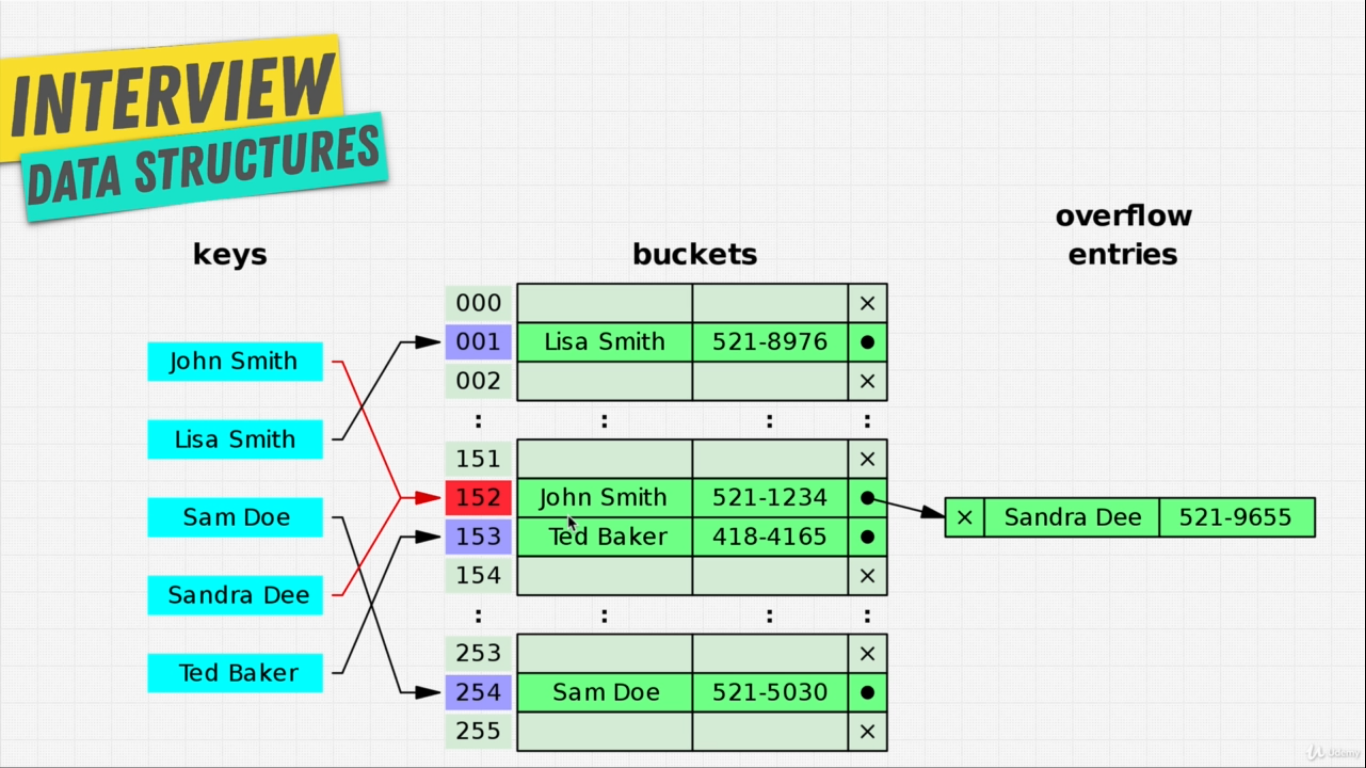 INTERVIEW
DATA STRUCTURES
overflow
keys buckets entries
000 ×
John Smith 001 Lisa Smith 521-8976 ●
002 ×
Lisa Smith : : : :
151 ×
Sam Doe 152 John Smith 521-1234 ● × Sandra Dee 521-9655
153 Ted Baker 418-4165 ●
Sandra Dee 154 ×
: : : :
Ted Baker 253 ×
254 Sam Doe 521-5030 ●
255 ×
Udemy